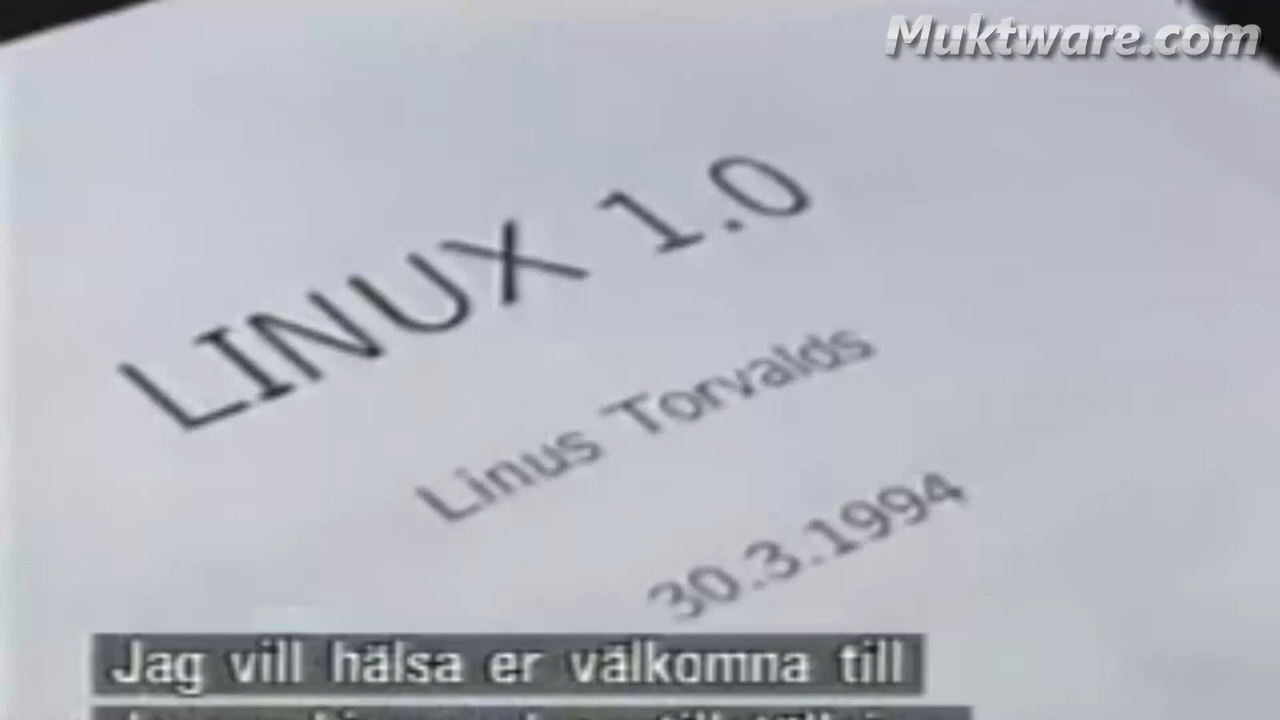 Muktware.com
LINUX 1.0
Linus Torvalds
30.3.1994
Jag vill hälsa er välkomna till